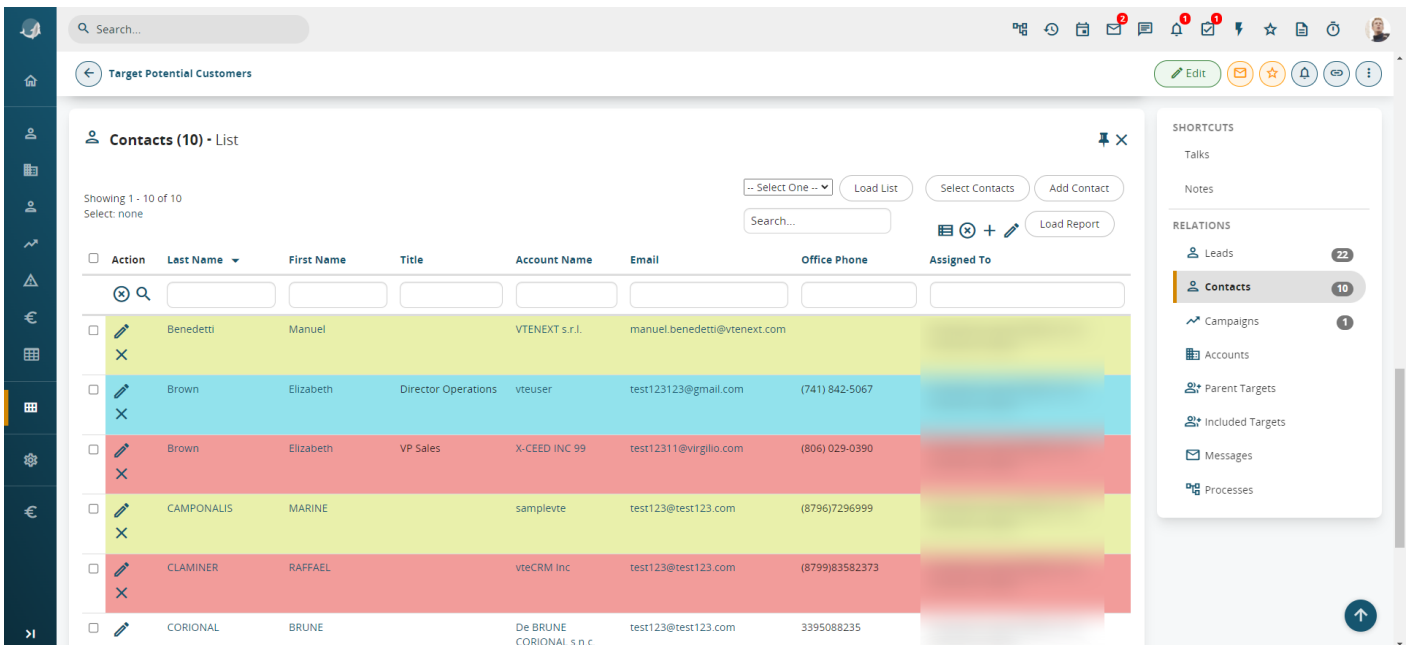 Search...
2
1
1
Target Potential Customers
Edit
Contacts (10) - List
Showing 1 - 10 of 10
Select: none
-- Select One --
Load List
Select Contacts
Add Contact
Search...
Load Report
Action Last Name First Name Title Account Name Email Office Phone Assigned To
Benedetti Manuel VTENEXT s.r.l. manuel.benedetti@vtenext.com
Brown Elizabeth Director Operations vteuser test123123@gmail.com (741) 842-5067
Brown Elizabeth VP Sales X-CEED INC 99 test12311@virgilio.com (806) 029-0390
CAMPONALIS MARINE samplevte test123@test123.com (8796)7296999
CLAMINER RAFFAEL vteCRM Inc test123@test123.com (8799)83582373
CORIONAL BRUNE De BRUNE test123@test123.com 3395088235
CORIONAL s.n.c.
SHORTCUTS
Talks
Notes
RELATIONS
Leads 22
Contacts 10
Campaigns 1
Accounts
Parent Targets
Included Targets
Messages
Processes